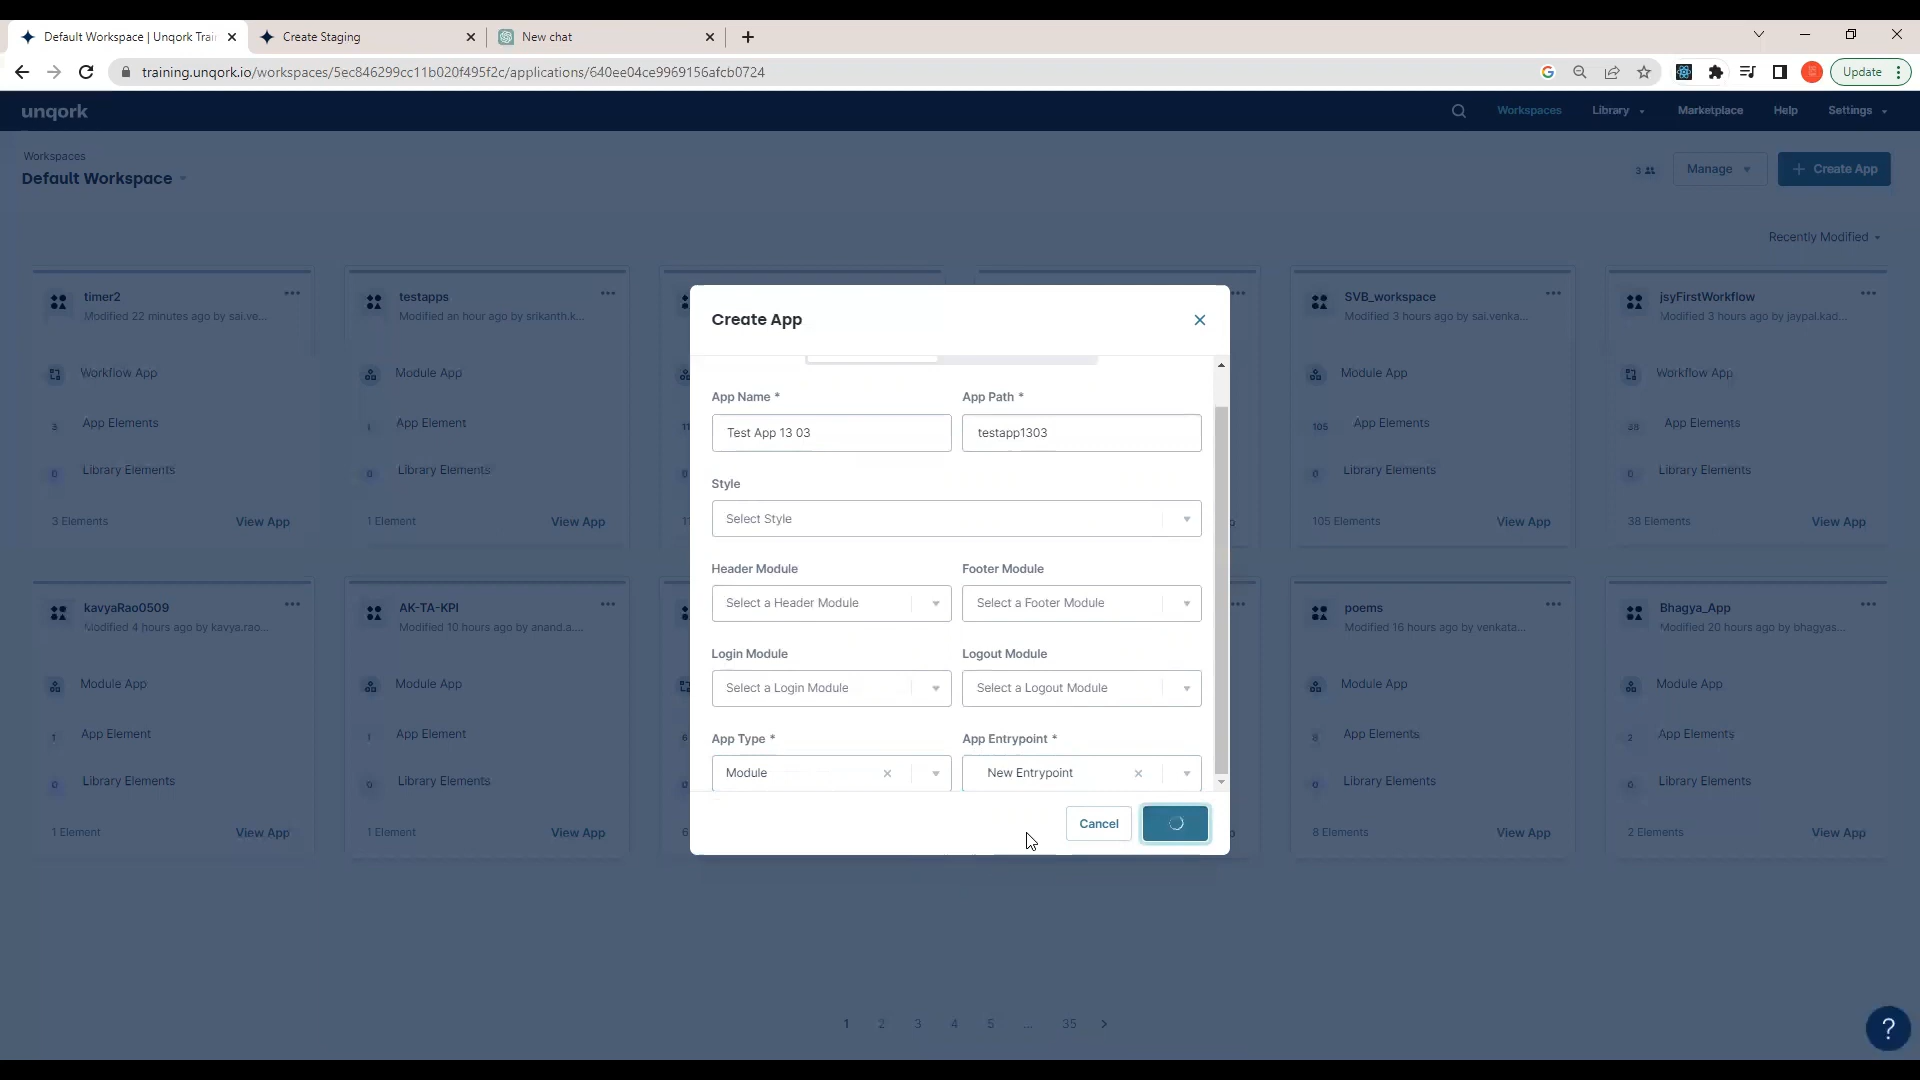 Default Workspace | Unqork Trai
Create Staging
New chat
training.unqork.io/workspaces/5ec846299cc11b020f495f2c/applications/640ee04ce9969156afcb0724
Update
unqork
Workspaces
Library
Marketplace
Help
Settings
Workspaces
Default Workspace
3
Manage
Create App
Recently Modified
timer2
Modified 22 minutes ago by sai.ve...
Workflow App
3 App Elements
0 Library Elements
3 Elements
View App
testapps
Modified an hour ago by srikanth.k...
Module App
1 App Element
0 Library Elements
1 Element
View App
SVB_workspace
Modified 3 hours ago by sai.venka...
Module App
105 App Elements
0 Library Elements
105 Elements
View App
jsyFirstWorkflow
Modified 3 hours ago by jaypal.kad...
Workflow App
38 App Elements
0 Library Elements
38 Elements
View App
Create App
App Name *
App Path *
Test App 13 03
testapp1303
Style
Select Style
Header Module
Footer Module
Select a Header Module
Select a Footer Module
Login Module
Logout Module
Select a Login Module
Select a Logout Module
App Type *
App Entrypoint *
Module
New Entrypoint
Cancel
kavyaRao0509
Modified 4 hours ago by kavya.rao...
Module App
1 App Element
0 Library Elements
1 Element
View App
AK-TA-KPI
Modified 10 hours ago by anand.a....
Module App
1 App Element
0 Library Elements
1 Element
View App
poems
Modified 16 hours ago by venkata...
Module App
8 App Elements
0 Library Elements
8 Elements
View App
Bhagya_App
Modified 20 hours ago by bhagyas...
Module App
2 App Elements
0 Library Elements
2 Elements
View App
1 2 3 4 5 ... 35 >
?